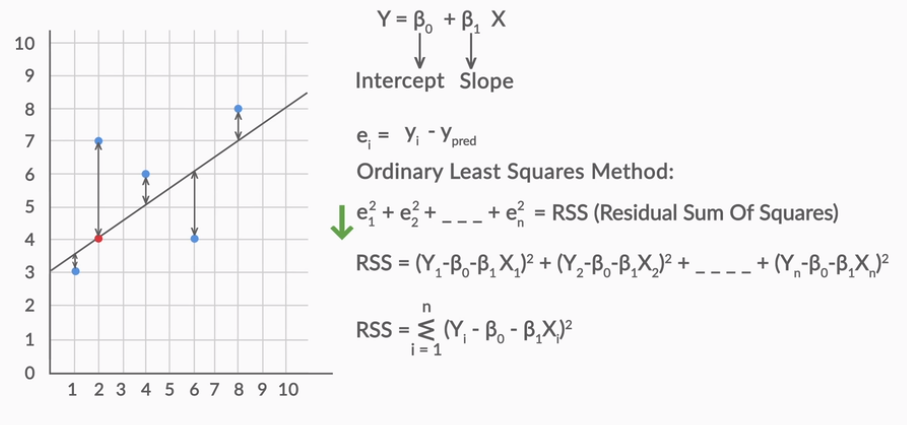 Y = β₀ + β₁ X
Intercept Slope
eᵢ = Yᵢ - Y_pred
Ordinary Least Squares Method:
e₁² + e₂² + _ _ _ + eₙ² = RSS (Residual Sum Of Squares)
RSS = (Y₁-β₀-β₁ X₁)² + (Y₂-β₀-β₁X₂)² + _ _ _ _ + (Yₙ-β₀-β₁Xₙ)²
n
RSS = Σ (Yᵢ - β₀ - β₁Xᵢ)²
i = 1
10
9
8
7
6
5
4
3
2
1
0
1 2 3 4 5 6 7 8 9 10